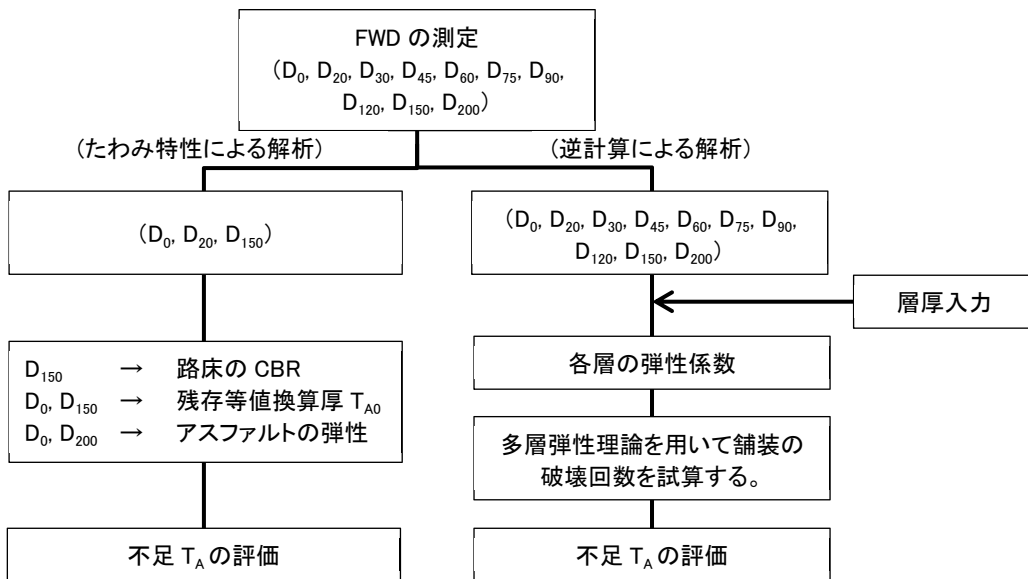 FWD の測定
(D₀, D₂₀, D₃₀, D₄₅, D₆₀, D₇₅, D₉₀,
D₁₂₀, D₁₅₀, D₂₀₀)
(たわみ特性による解析)
(逆計算による解析)
(D₀, D₂₀, D₁₅₀)
(D₀, D₂₀, D₃₀, D₄₅, D₆₀, D₇₅, D₉₀,
D₁₂₀, D₁₅₀, D₂₀₀)
層厚入力
D₁₅₀ → 路床の CBR
D₀, D₁₅₀ → 残存等値換算厚 Tₐ₀
D₀, D₂₀₀ → アスファルトの弾性
各層の弾性係数
多層弾性理論を用いて舗装の
破壊回数を試算する。
不足 Tₐ の評価
不足 Tₐ の評価